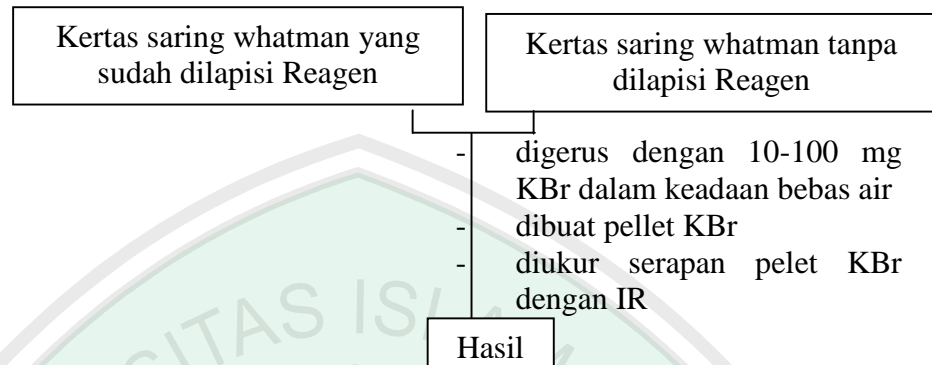 Kertas saring whatman yang
sudah dilapisi Reagen
Kertas saring whatman tanpa
dilapisi Reagen
- digerus dengan 10-100 mg
KBr dalam keadaan bebas air
- dibuat pellet KBr
- diukur serapan pelet KBr
dengan IR
Hasil